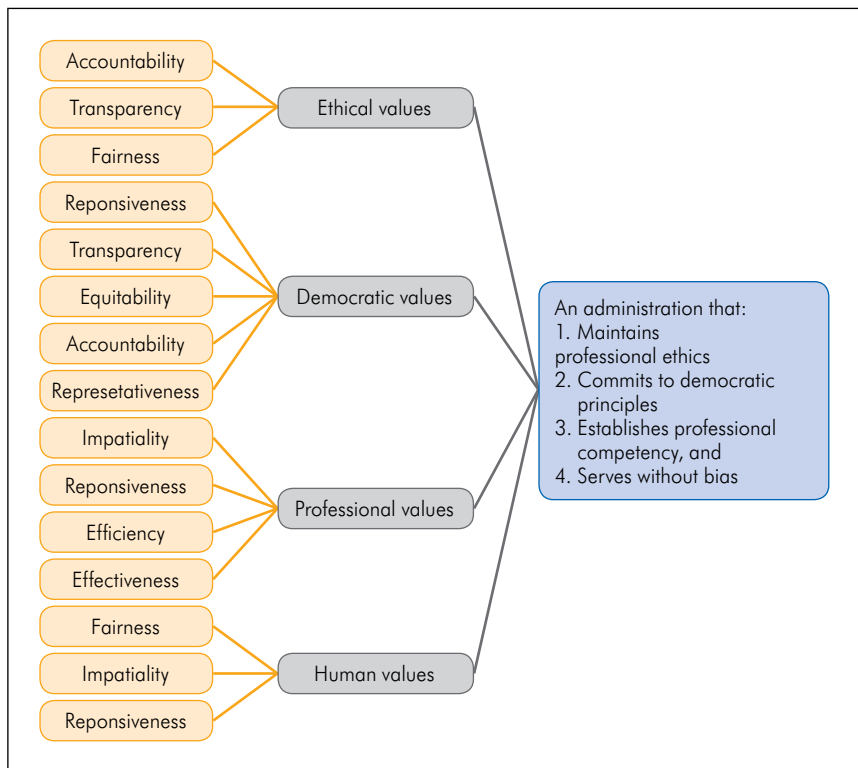 Accountability
Transparency
Fairness
Ethical values
Reponsiveness
Transparency
Equitability
Accountability
Represetativeness
Democratic values
Impatiality
Reponsiveness
Efficiency
Effectiveness
Professional values
Fairness
Impatiality
Reponsiveness
Human values
An administration that:
1. Maintains
professional ethics
2. Commits to democratic
principles
3. Establishes professional
competency, and
4. Serves without bias